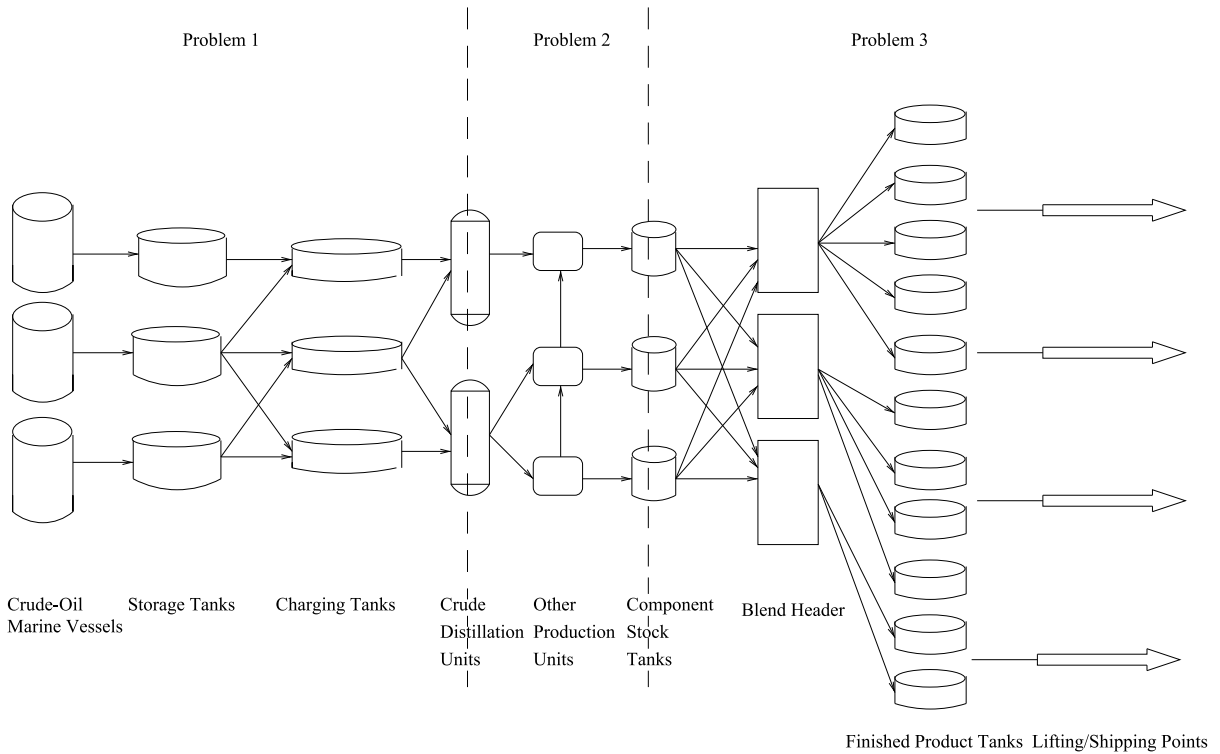 Problem 1
Problem 2
Problem 3
Crude-Oil
Marine Vessels
Storage Tanks
Charging Tanks
Crude
Distillation
Units
Other
Production
Units
Component
Stock
Tanks
Blend Header
Finished Product Tanks
Lifting/Shipping Points